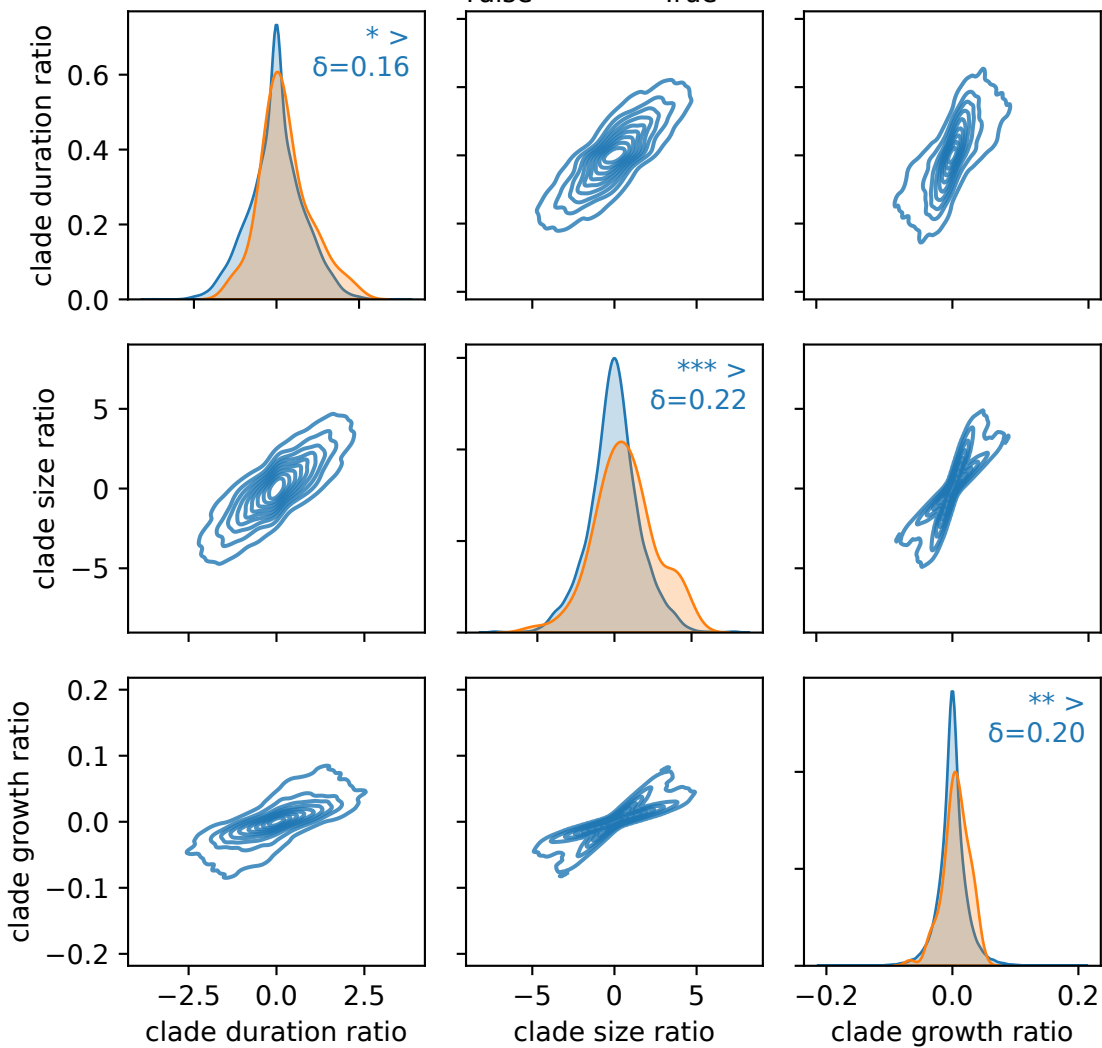 clade duration ratio
0.6
0.4
0.2
0.0
* >
δ=0.16
clade size ratio
5
0
−5
*** >
δ=0.22
clade growth ratio
0.2
0.1
0.0
−0.1
−0.2
** >
δ=0.20
−2.5 0.0 2.5
−5 0 5
−0.2 0.0 0.2
clade duration ratio
clade size ratio
clade growth ratio